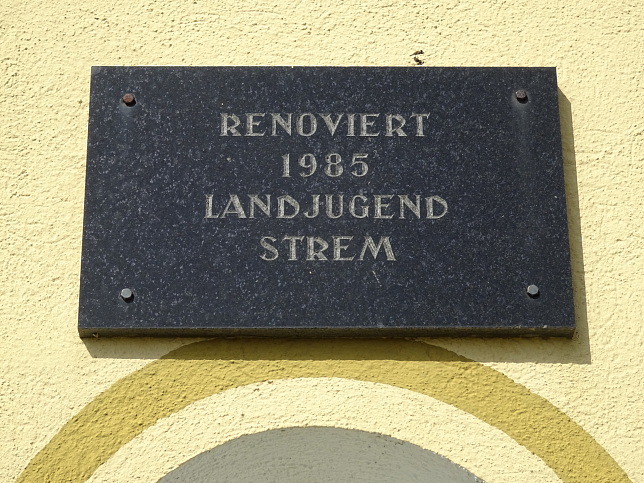 RENOVIERT
1985
LANDJUGEND
STREM